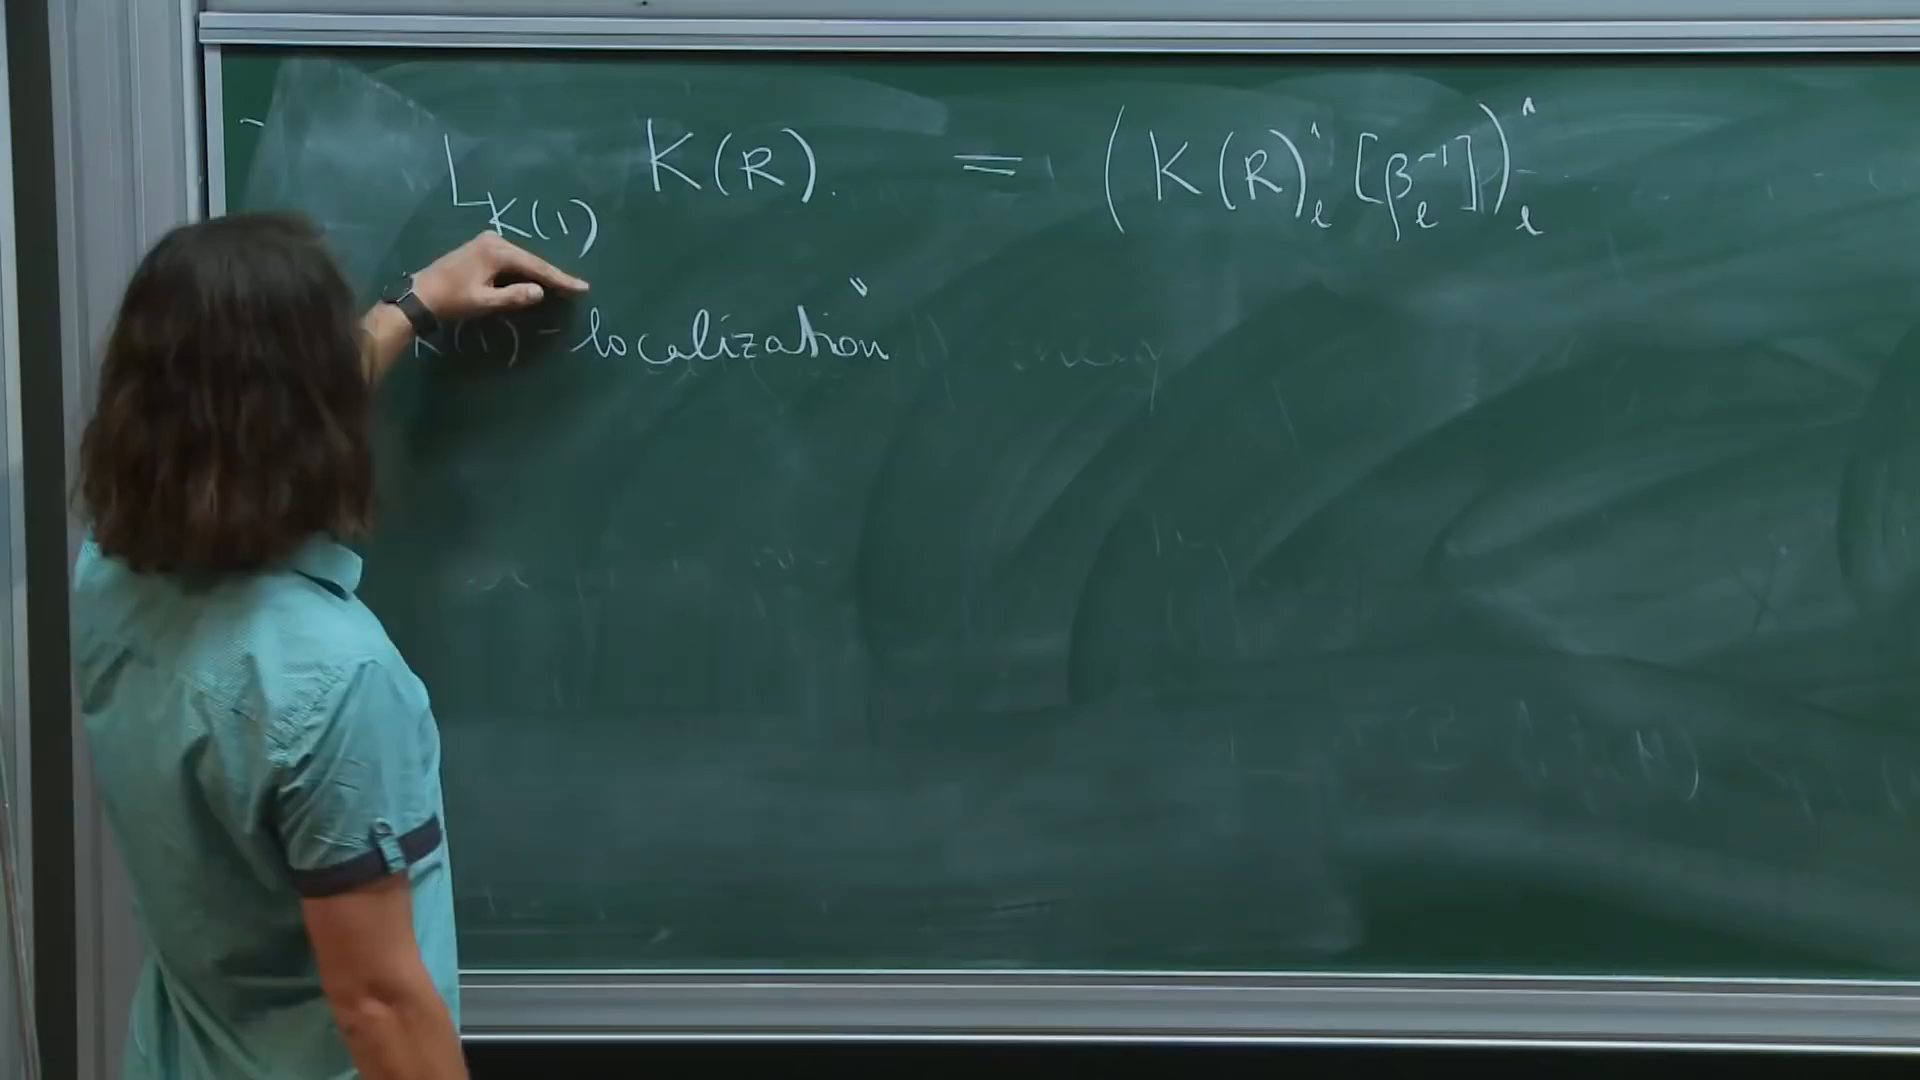 L_{K(1)} K(R). = (K(R)^_ℓ [β_ℓ^{-1}])^_ℓ
K(1) - localization"